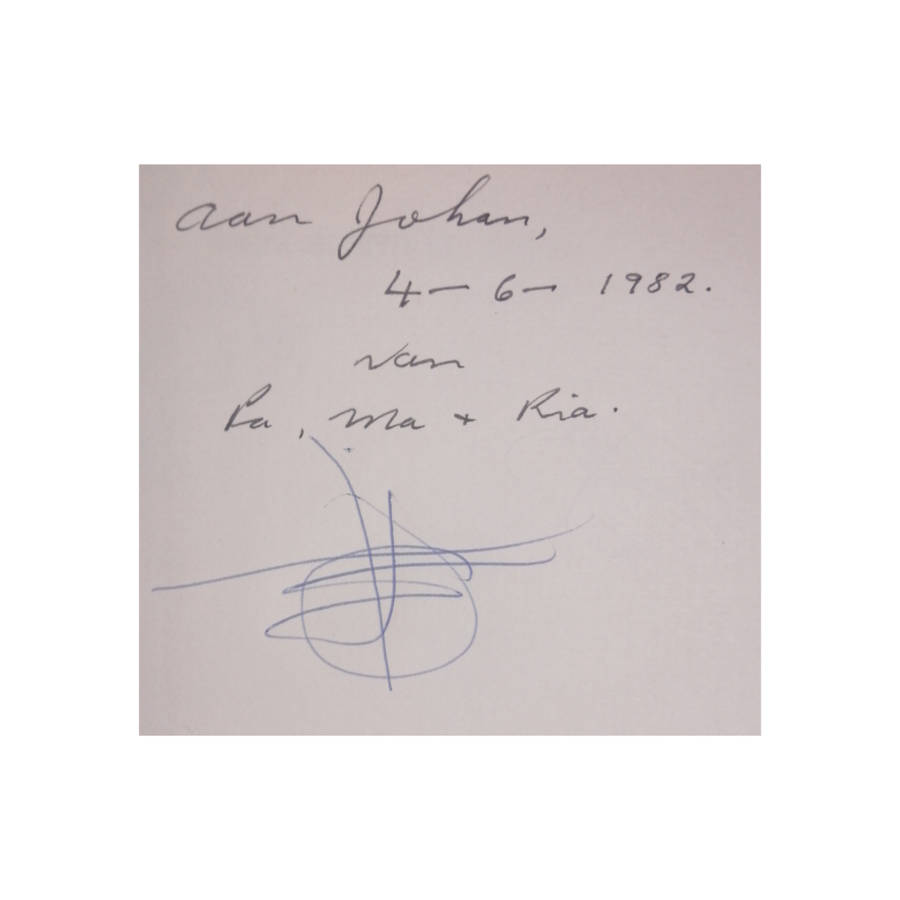 aan Johan,
4 - 6 - 1982.
van
Pa, Ma + Ria.